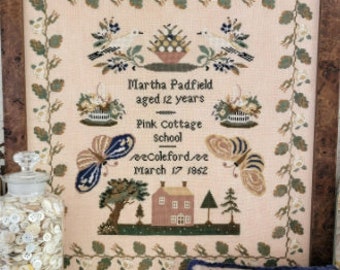 Martha Padfield
aged 12 years
Pink Cottage
School
Coleford
March 17 1862